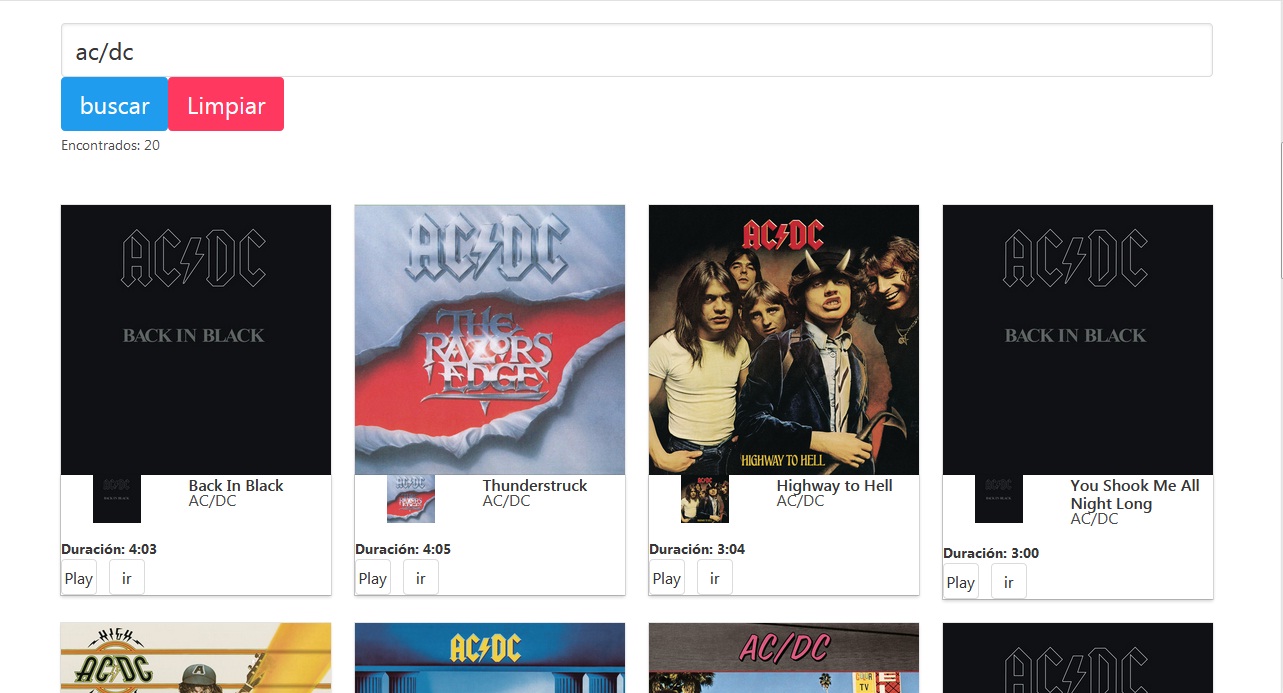 ac/dc
buscar Limpiar
Encontrados: 20
AC/DC
BACK IN BLACK
AC/DC
THE
RAZORS
EDGE
AC/DC
HIGHWAY TO HELL
AC/DC
BACK IN BLACK
Back In Black
AC/DC
Duración: 4:03
Play ir
Thunderstruck
AC/DC
Duración: 4:05
Play ir
Highway to Hell
AC/DC
Duración: 3:04
Play ir
You Shook Me All
Night Long
AC/DC
Duración: 3:00
Play ir
HIGH
AC/DC
A
AC/DC
AC/DC
TV
AC/DC